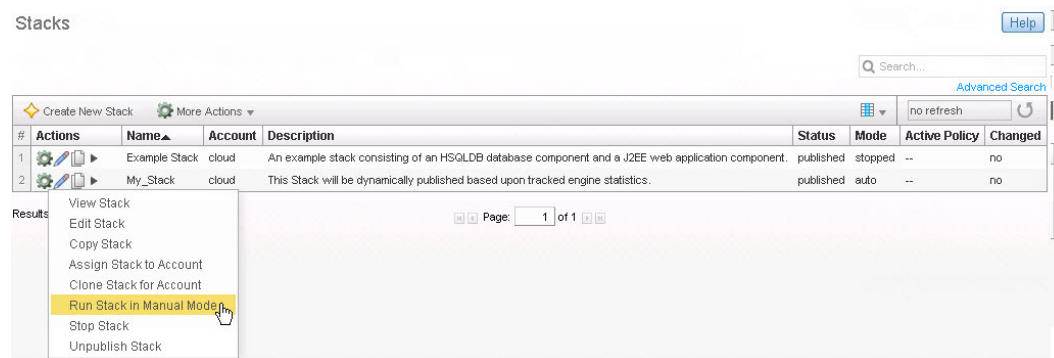 Stacks
Help
Search...
Advanced Search
Create New Stack More Actions no refresh
# Actions Name Account Description Status Mode Active Policy Changed
1 Example Stack cloud An example stack consisting of an HSQLDB database component and a J2EE web application component. published stopped -- no
2 My_Stack cloud This Stack will be dynamically published based upon tracked engine statistics. published auto -- no
Results
Page: 1 of 1
View Stack
Edit Stack
Copy Stack
Assign Stack to Account
Clone Stack for Account
Run Stack in Manual Mode
Stop Stack
Unpublish Stack